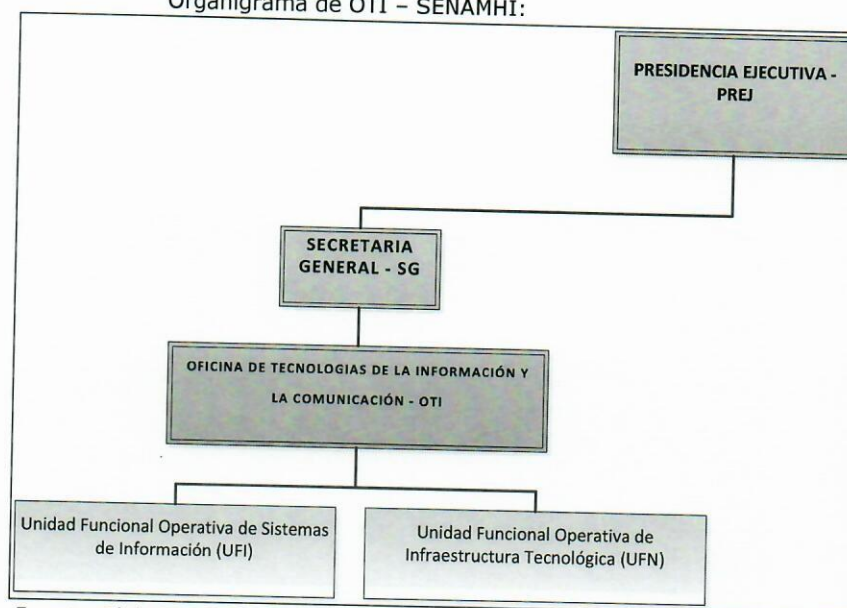 Organigrama de OTI – SENAMHI:
PRESIDENCIA EJECUTIVA -
PREJ
SECRETARIA
GENERAL - SG
OFICINA DE TECNOLOGIAS DE LA INFORMACIÓN Y
LA COMUNICACIÓN - OTI
Unidad Funcional Operativa de Sistemas
de Información (UFI)
Unidad Funcional Operativa de
Infraestructura Tecnológica (UFN)